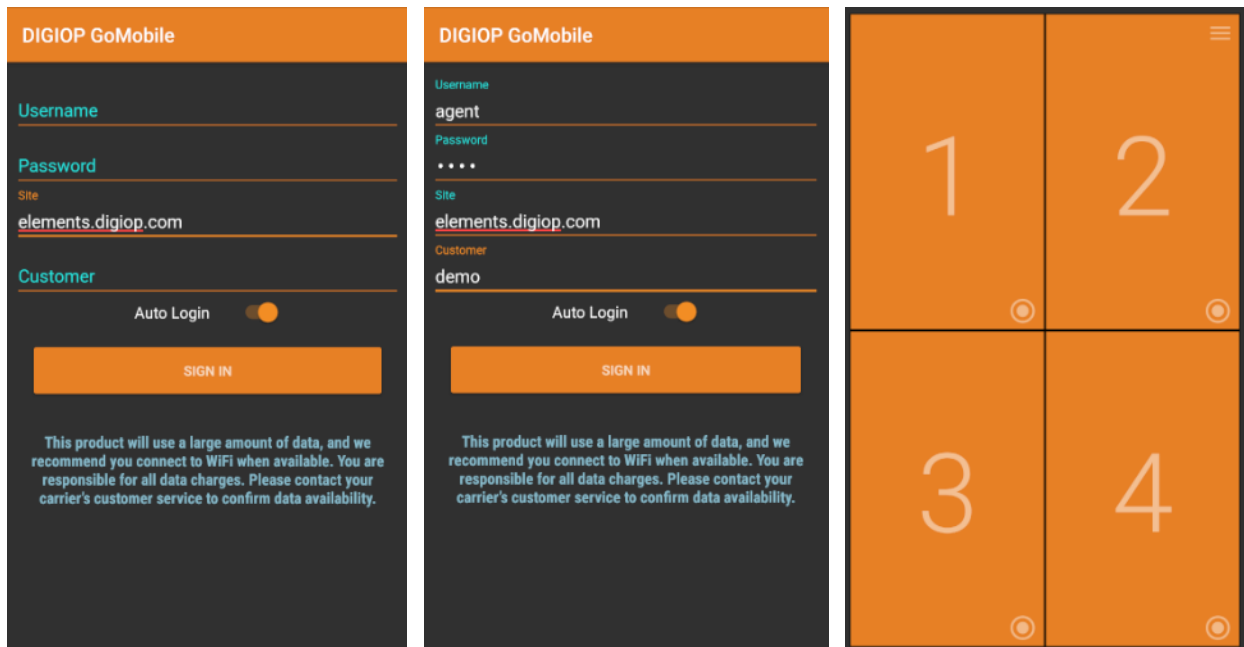 DIGIOP GoMobile
Username
Password
Site
elements.digiop.com
Customer
Auto Login
SIGN IN
This product will use a large amount of data, and we
recommend you connect to WiFi when available. You are
responsible for all data charges. Please contact your
carrier's customer service to confirm data availability.
DIGIOP GoMobile
Username
agent
Password
••••
Site
elements.digiop.com
Customer
demo
Auto Login
SIGN IN
This product will use a large amount of data, and we
recommend you connect to WiFi when available. You are
responsible for all data charges. Please contact your
carrier's customer service to confirm data availability.
1 2
3 4